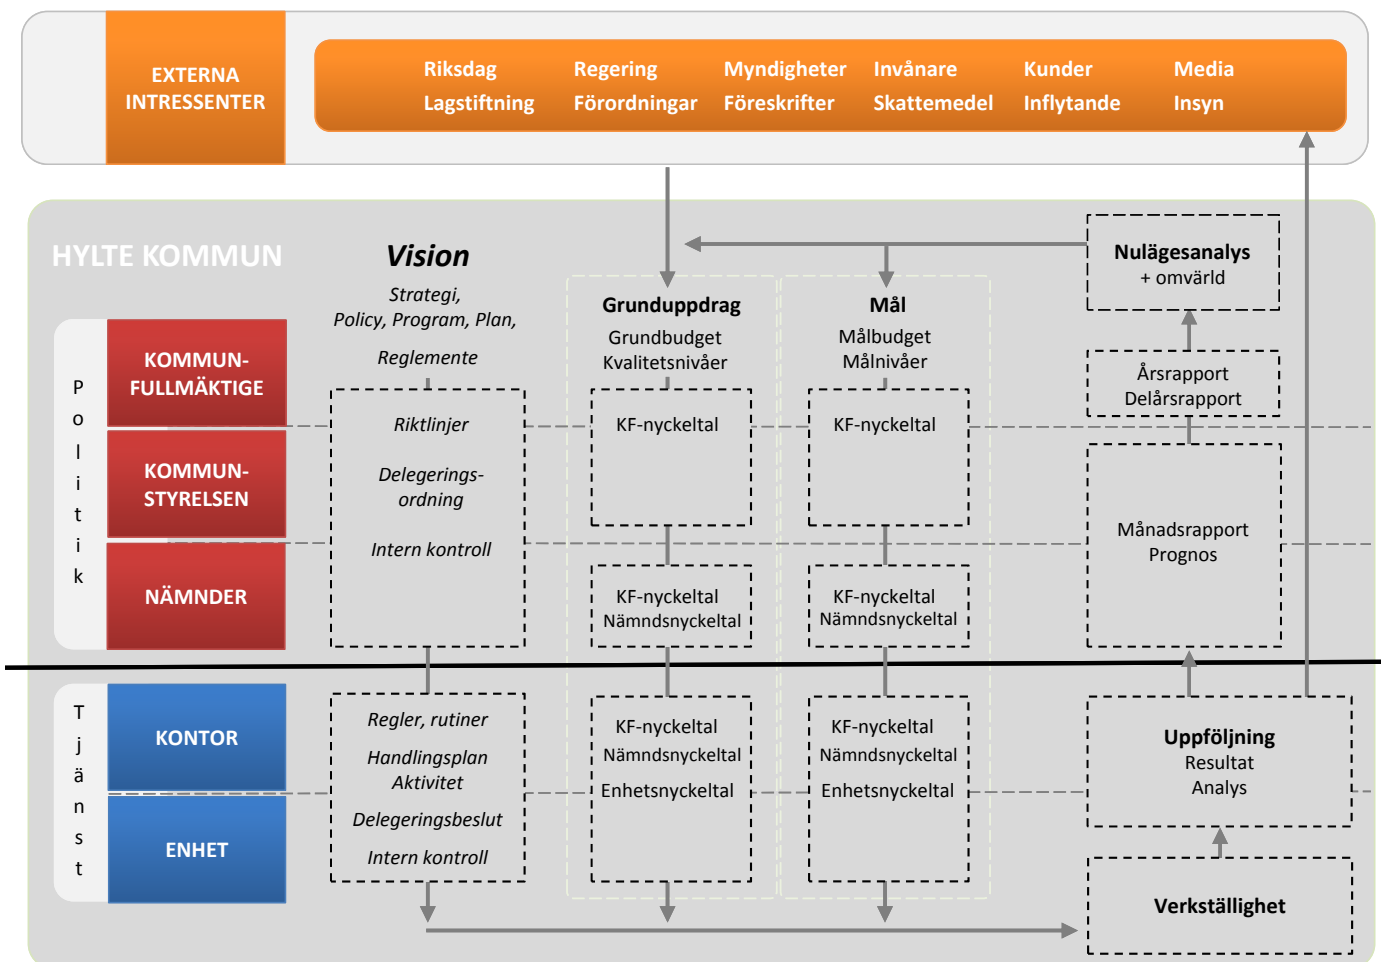 EXTERNA
INTRESSENTER
Riksdag Regering Myndigheter Invånare Kunder Media
Lagstiftning Förordningar Föreskrifter Skattemedel Inflytande Insyn
HYLTE KOMMUN
Politik
KOMMUN-
FULLMÄKTIGE
KOMMUN-
STYRELSEN
NÄMNDER
Tjänst
KONTOR
ENHET
Vision
Strategi,
Policy, Program, Plan,
Reglemente
Riktlinjer
Delegerings-
ordning
Intern kontroll
Regler, rutiner
Handlingsplan
Aktivitet
Delegeringsbeslut
Intern kontroll
Grunduppdrag
Grundbudget
Kvalitetsnivåer
KF-nyckeltal
KF-nyckeltal
Nämndsnyckeltal
KF-nyckeltal
Nämndsnyckeltal
Enhetsnyckeltal
Mål
Målbudget
Målnivåer
KF-nyckeltal
KF-nyckeltal
Nämndsnyckeltal
KF-nyckeltal
Nämndsnyckeltal
Enhetsnyckeltal
Nulägesanalys
+ omvärld
Årsrapport
Delårsrapport
Månadsrapport
Prognos
Uppföljning
Resultat
Analys
Verkställighet